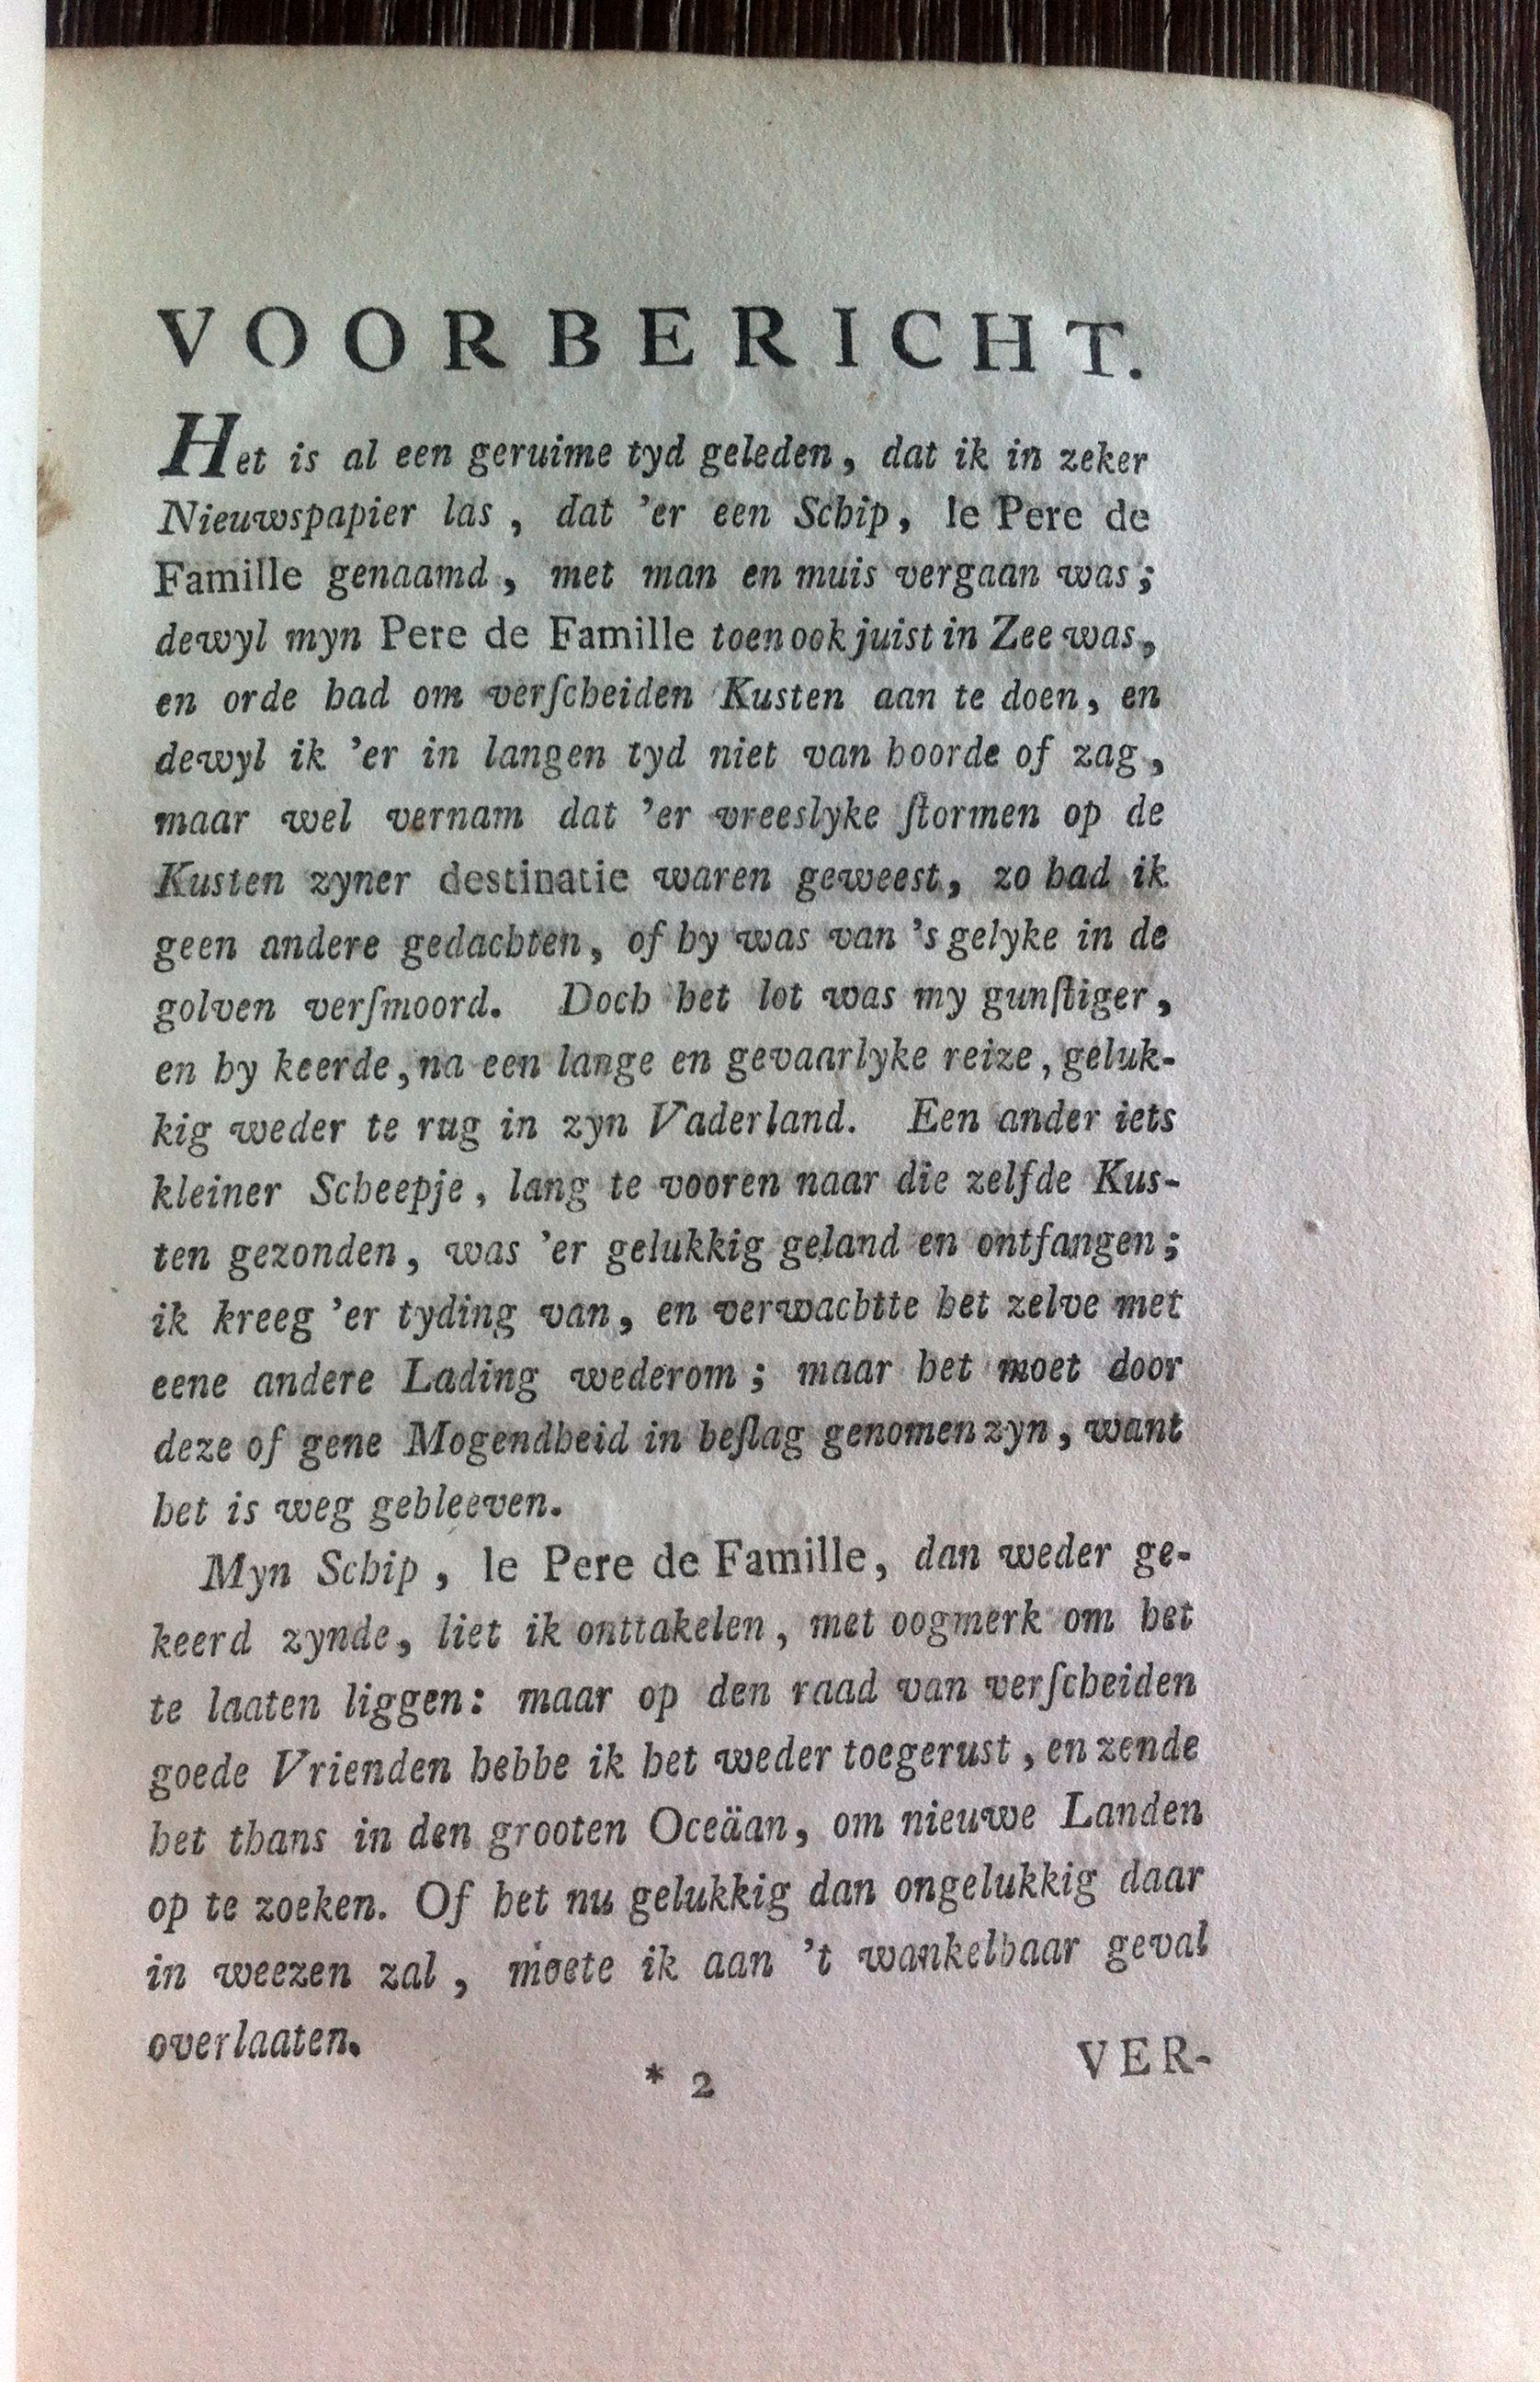 VOORBERICHT.
Het is al een geruime tyd geleden, dat ik in zeker
Nieuwspapier las, dat 'er een Schip, le Pere de
Famille genaamd, met man en muis vergaan was;
dewyl myn Pere de Famille toen ook juist in Zee was,
en orde had om verſcheiden Kusten aan te doen, en
dewyl ik 'er in langen tyd niet van hoorde of zag,
maar wel vernam dat 'er vreeslyke ſtormen op de
Kusten zyner destinatie waren geweest, zo had ik
geen andere gedachten, of hy was van 's gelyke in de
golven verſmoord. Doch het lot was my gunſtiger,
en hy keerde, na een lange en gevaarlyke reize, geluk-
kig weder te rug in zyn Vaderland. Een ander iets
kleiner Scheepje, lang te vooren naar die zelfde Kus-
ten gezonden, was 'er gelukkig geland en ontfangen;
ik kreeg 'er tyding van, en verwachtte het zelve met
eene andere Lading wederom; maar het moet door
deze of gene Mogendheid in beſlag genomen zyn, want
het is weg gebleeven.
Myn Schip, le Pere de Famille, dan weder ge-
keerd zynde, liet ik onttakelen, met oogmerk om het
te laaten liggen: maar op den raad van verſcheiden
goede Vrienden hebbe ik het weder toegerust, en zende
het thans in den grooten Oceäan, om nieuwe Landen
op te zoeken. Of het nu gelukkig dan ongelukkig daar
in weezen zal, moete ik aan 't wankelbaar geval
overlaaten.
* 2
VER-